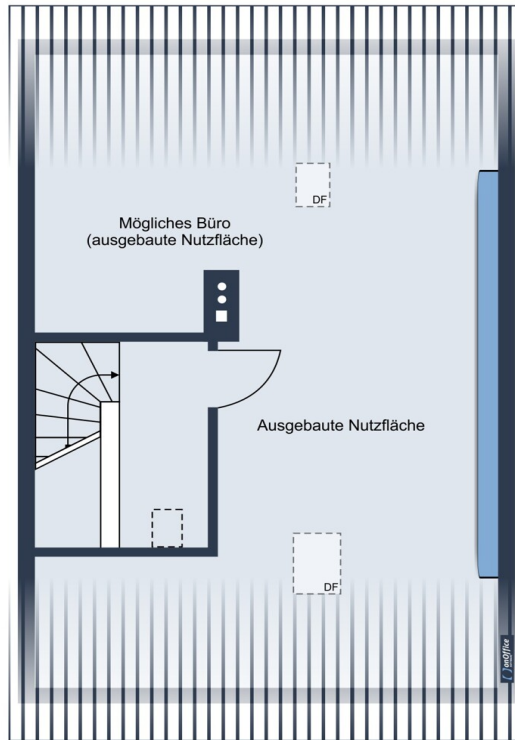 DF
Mögliches Büro
(ausgebaute Nutzfläche)
Ausgebaute Nutzfläche
DF
onOffice